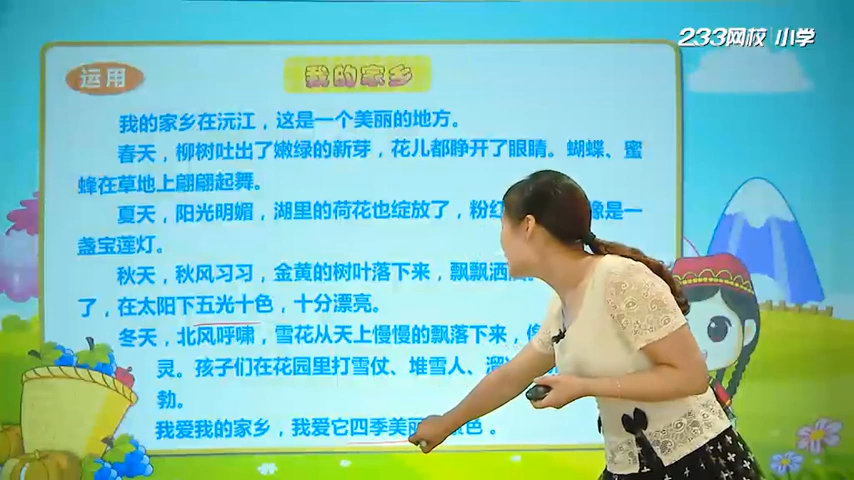 233网校 小学
运用
我的家乡
我的家乡在沅江，这是一个美丽的地方。
春天，柳树吐出了嫩绿的新芽，花儿都睁开了眼睛。蝴蝶、蜜
蜂在草地上翩翩起舞。
夏天，阳光明媚，湖里的荷花也绽放了，粉红 像是一
盏宝莲灯。
秋天，秋风习习，金黄的树叶落下来，飘飘洒
了，在太阳下五光十色，十分漂亮。
冬天，北风呼啸，雪花从天上慢慢的飘落下来，
灵。孩子们在花园里打雪仗、堆雪人、溜
勃。
我爱我的家乡，我爱它四季美丽 景色 。